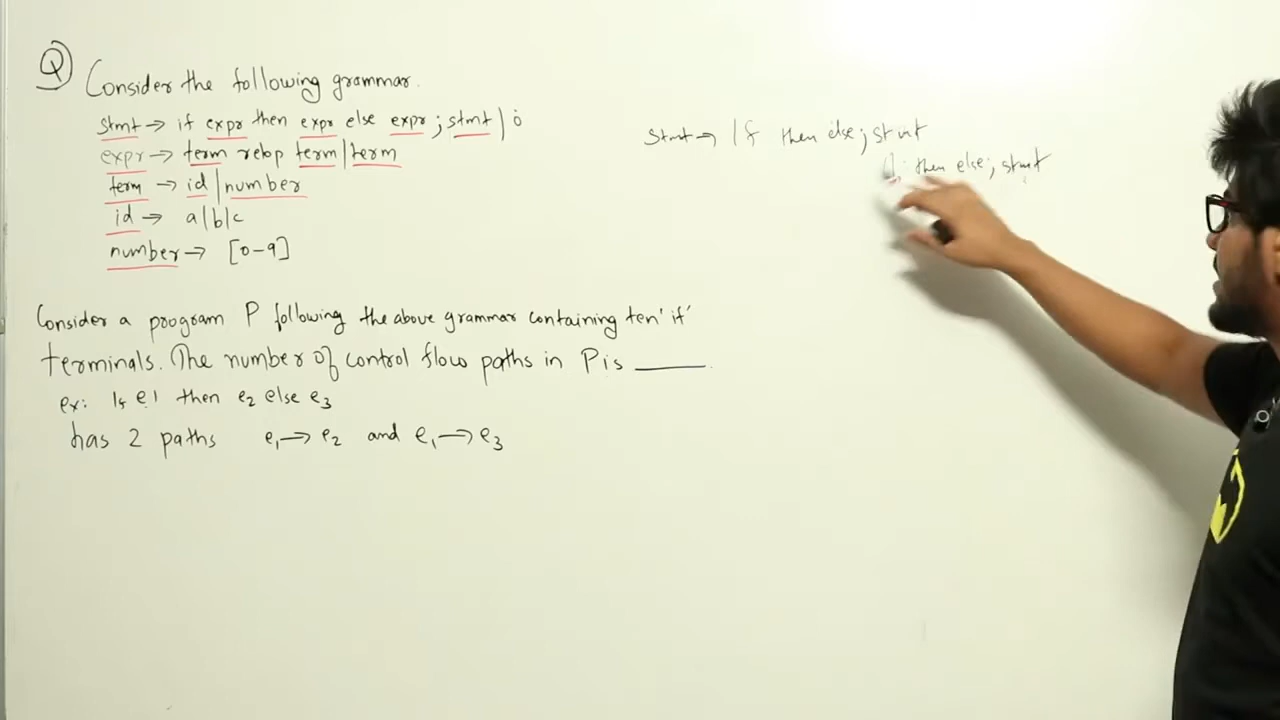 Q
Consider the following grammar.
stmt → if expr then expr else expr ; stmt | ȯ
expr → term relop term | term
term → id | number
id → a|b|c
number → [0-9]
Consider a program P following the above grammar containing ten 'if'
terminals. The number of control flow paths in P is ____.
ex: If e1 then e2 else e3
has 2 paths e1 → e2 and e1 → e3
stmt → If then else; stmt
then else; stmt